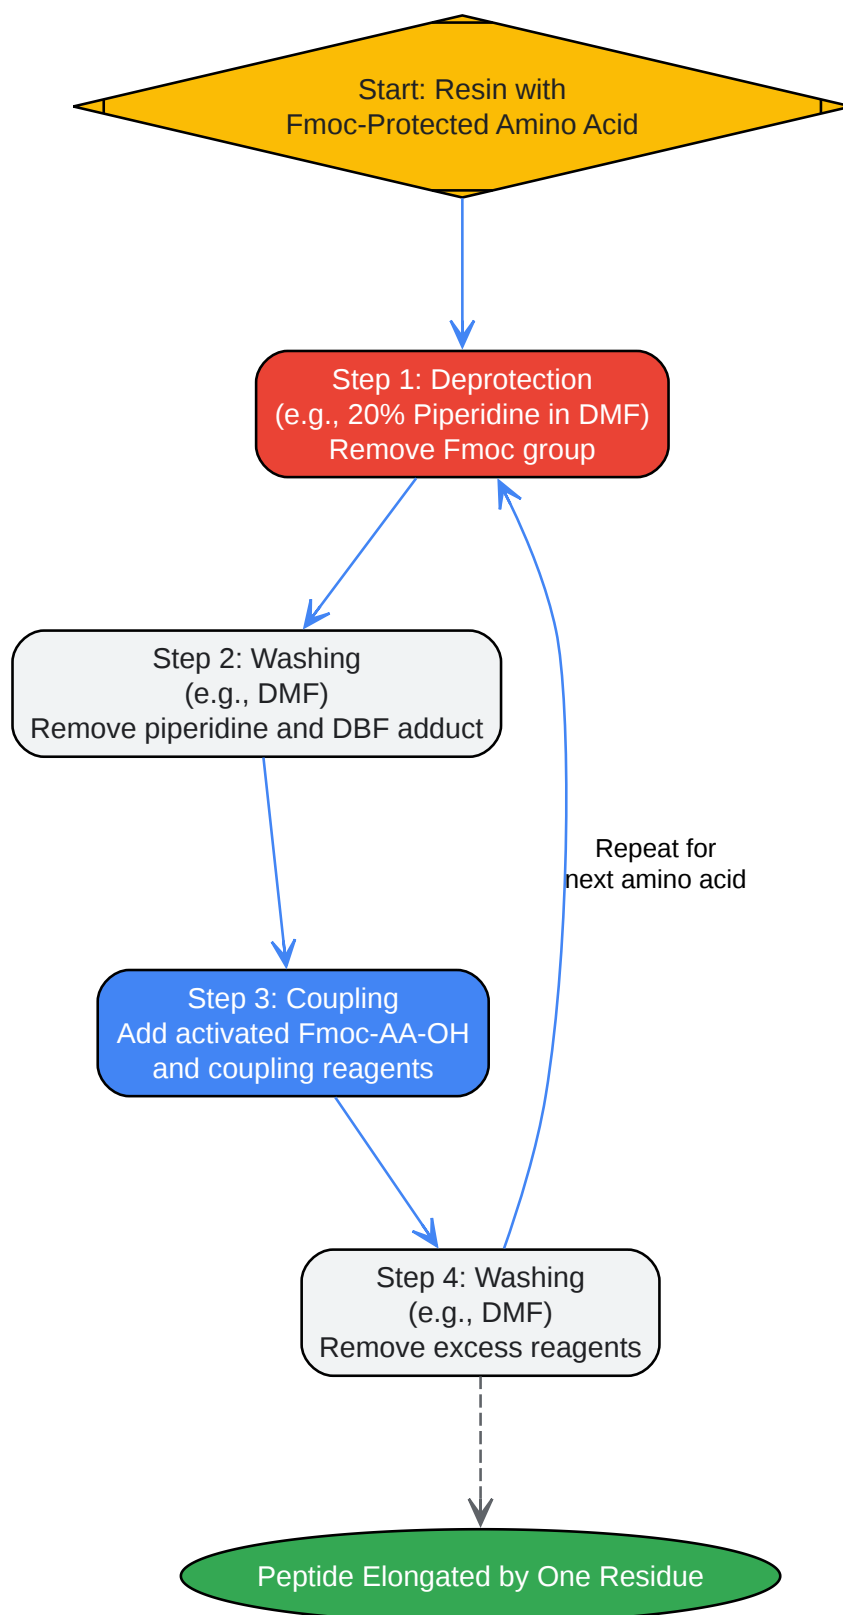 Start: Resin with
Fmoc-Protected Amino Acid
Step 1: Deprotection
(e.g., 20% Piperidine in DMF)
Remove Fmoc group
Step 2: Washing
(e.g., DMF)
Remove piperidine and DBF adduct
Repeat for
next amino acid
Step 3: Coupling
Add activated Fmoc-AA-OH
and coupling reagents
Step 4: Washing
(e.g., DMF)
Remove excess reagents
Peptide Elongated by One Residue